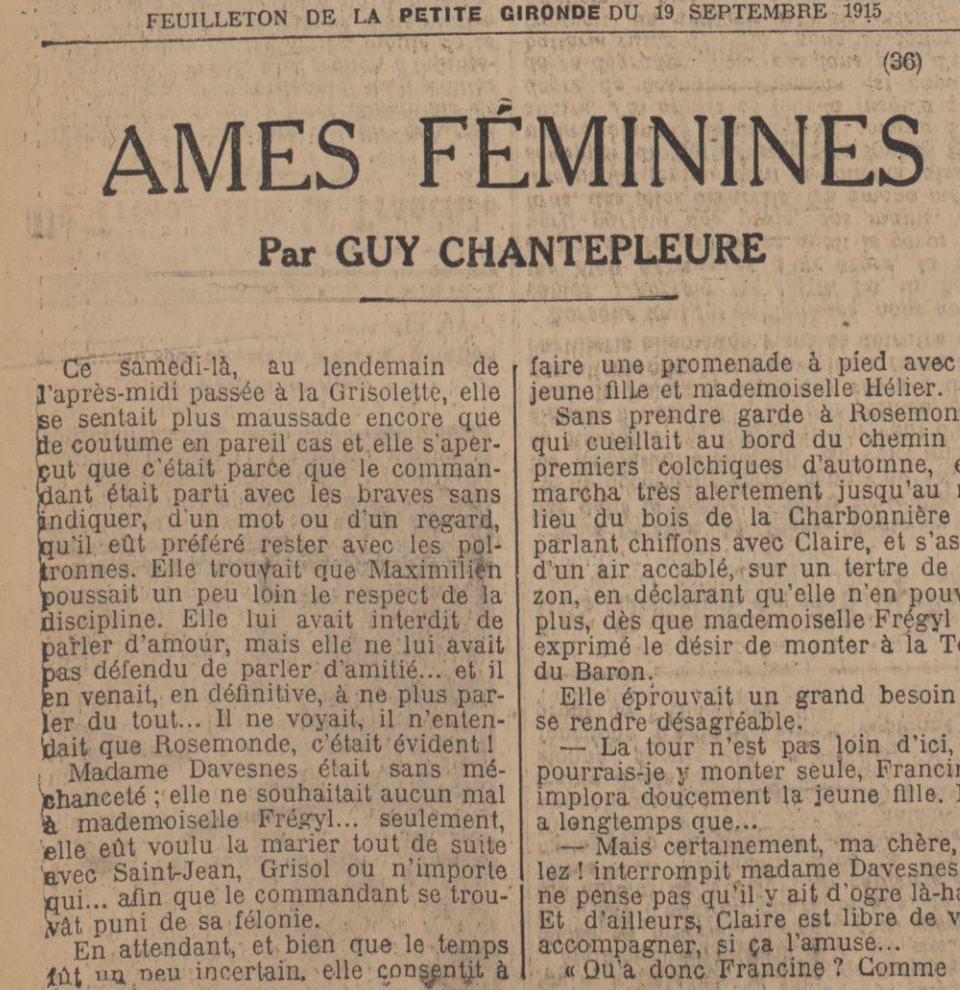 FEUILLETON DE LA PETITE GIRONDE DU 19 SEPTEMBRE 1915
(36)
AMES FÉMININES
Par GUY CHANTEPLEURE
Ce samedi-là, au lendemain de
l'après-midi passée à la Grisolette, elle
se sentait plus maussade encore que
de coutume en pareil cas et elle s'aper-
çut que c'était parce que le comman-
dant était parti avec les braves sans
indiquer, d'un mot ou d'un regard,
qu'il eût préféré rester avec les pol-
tronnes. Elle trouvait que Maximilien
poussait un peu loin le respect de la
discipline. Elle lui avait interdit de
parler d'amour, mais elle ne lui avait
pas défendu de parler d'amitié... et il
en venait, en définitive, à ne plus par-
ler du tout... Il ne voyait, il n'enten-
dait que Rosemonde, c'était évident !
Madame Davesnes était sans mé-
chanceté ; elle ne souhaitait aucun mal
à mademoiselle Frégyl... seulement,
elle eût voulu la marier tout de suite
avec Saint-Jean, Grisol ou n'importe
qui... afin que le commandant se trou-
vât puni de sa félonie.
En attendant, et bien que le temps
fût un peu incertain, elle consentit à
faire une promenade à pied avec
jeune fille et mademoiselle Hélier.
Sans prendre garde à Rosemon
qui cueillait au bord du chemin
premiers colchiques d'automne, e
marcha très alertement jusqu'au
lieu du bois de la Charbonnière
parlant chiffons avec Claire, et s'as
d'un air accablé, sur un tertre de
zon, en déclarant qu'elle n'en pouv
plus, dès que mademoiselle Frégyl
exprimé le désir de monter à la T
du Baron.
Elle éprouvait un grand besoin
se rendre désagréable.
— La tour n'est pas loin d'ici,
pourrais-je y monter seule, Francin
implora doucement la jeune fille.
a longtemps que...
— Mais certainement, ma chère,
lez ! interrompit madame Davesnes
ne pense pas qu'il y ait d'ogre là-ha
Et d'ailleurs, Claire est libre de v
accompagner, si ça l'amuse...
« Qu'a donc Francine ? Comme